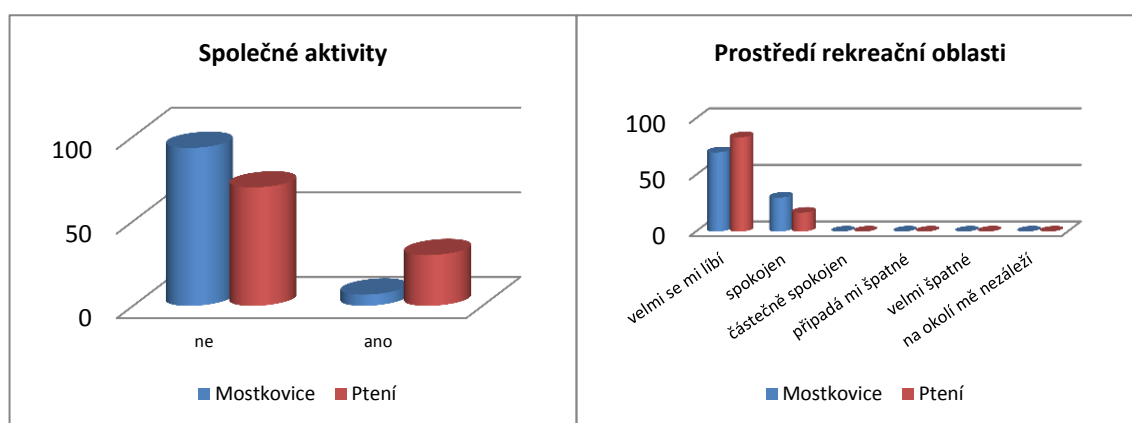 Společné aktivity
100
50
0
ne ano
Mostkovice Ptení
Prostředí rekreační oblasti
100
50
0
velmi se mi líbí
spokojen
částečně spokojen
připadá mi špatné
velmi špatné
na okolí mě nezáleží
Mostkovice Ptení